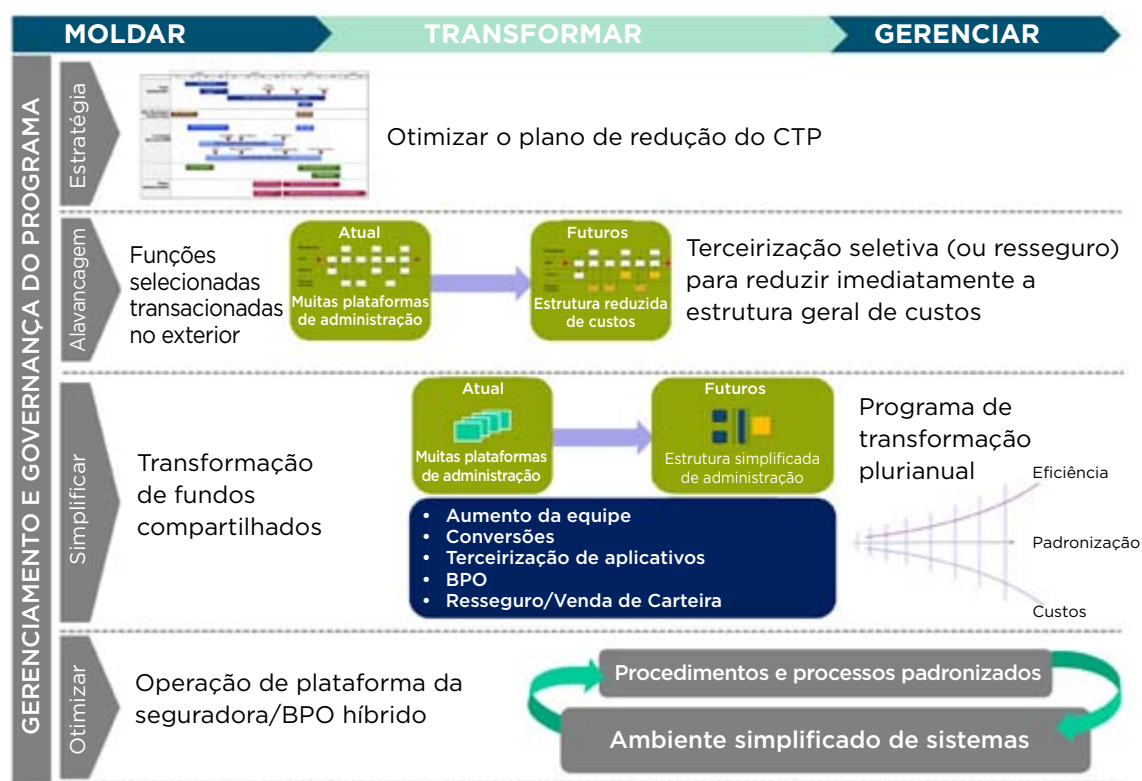 MOLDAR
TRANSFORMAR
GERENCIAR
GERENCIAMENTO E GOVERNANÇA DO PROGRAMA
Estratégia
Otimizar o plano de redução do CTP
Alavancagem
Funções
selecionadas
transacionadas
no exterior
Atual
Muitas plataformas
de administração
Futuros
Estrutura reduzida
de custos
Terceirização seletiva (ou resseguro)
para reduzir imediatamente a
estrutura geral de custos
Simplificar
Transformação
de fundos
compartilhados
Atual
Muitas plataformas
de administração
Futuros
Estrutura simplificada
de administração
• Aumento da equipe
• Conversões
• Terceirização de aplicativos
• BPO
• Resseguro/Venda de Carteira
Programa de
transformação
plurianual
Eficiência
Padronização
Custos
Otimizar
Operação de plataforma da
seguradora/BPO híbrido
Procedimentos e processos padronizados
Ambiente simplificado de sistemas